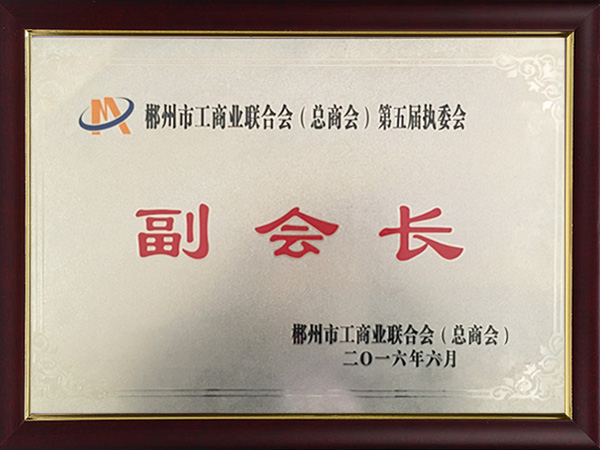 郴州市工商业联合会（总商会）第五届执委会
副会长
郴州市工商业联合会（总商会）
二〇一六年六月